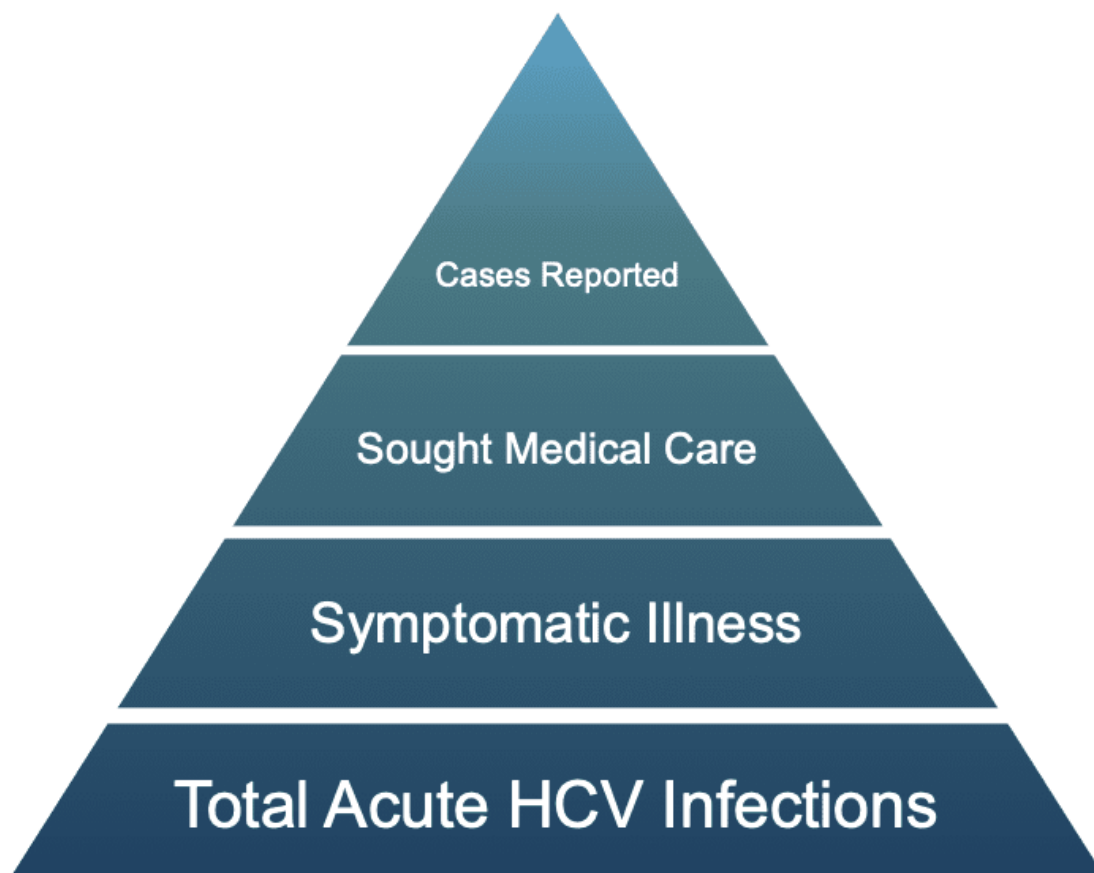 Cases Reported
Sought Medical Care
Symptomatic Illness
Total Acute HCV Infections